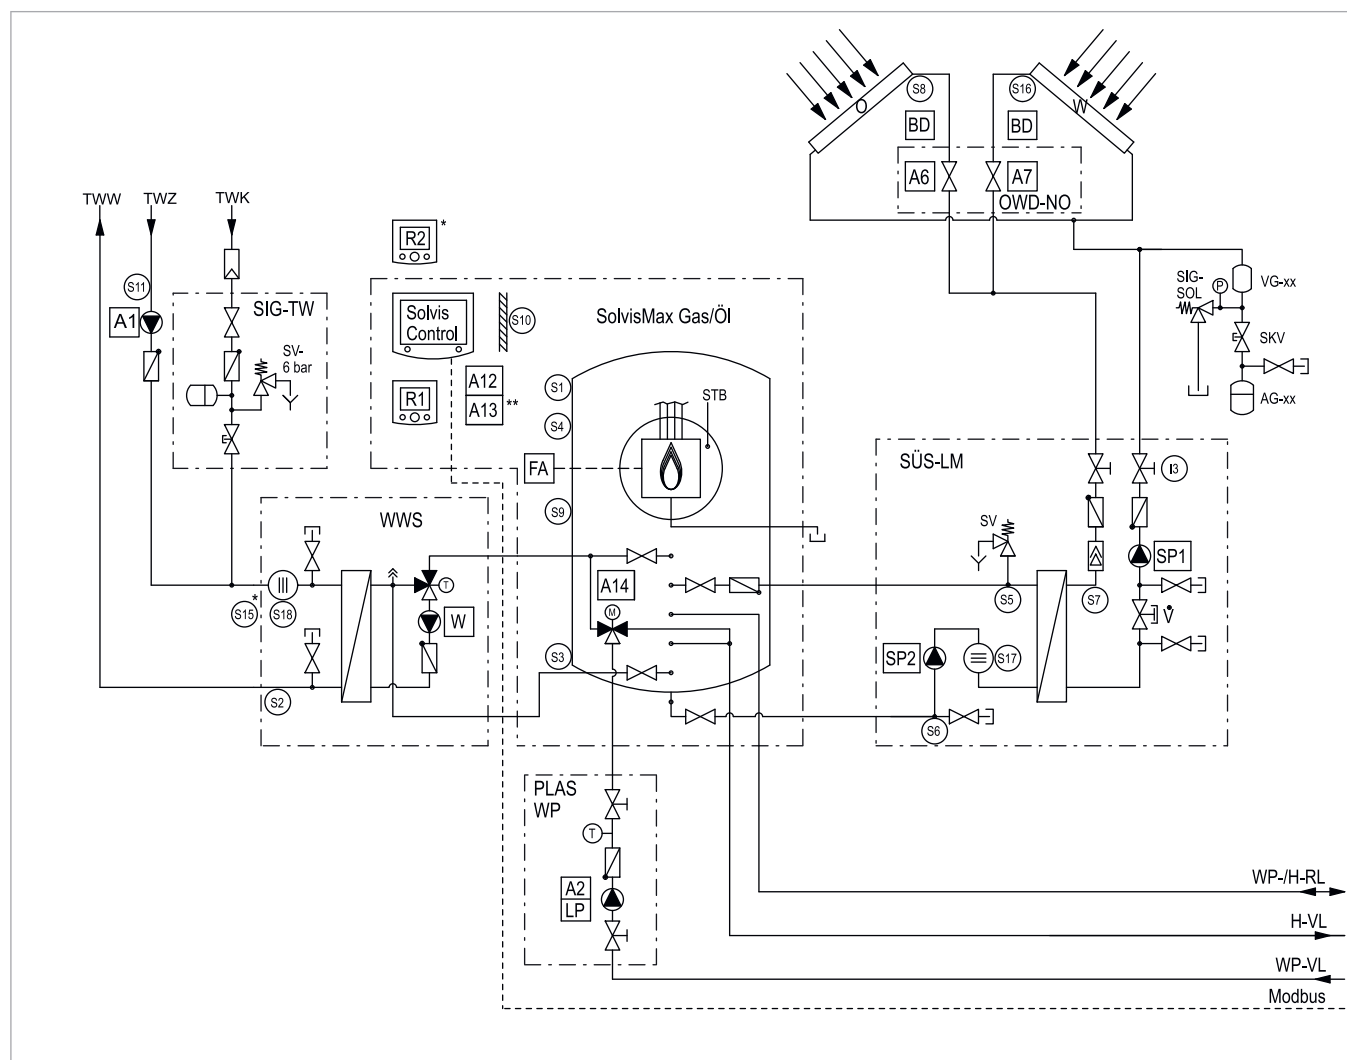 S8
S16
O
W
BD
BD
A6
A7
OWD-NO
TWW
TWZ
TWK
R2
*
S11
SIG-TW
A1
SV-
6 bar
Solvis
Control
S10
SolvisMax Gas/Öl
SIG-
SOL
P
VG-xx
SKV
AG-xx
R1
A12
A13
**
S1
S4
STB
FA
S9
SÜS-LM
I3
WWS
SV
SP1
T
A14
M
*
S15
S18
W
S5
S7
V̇
S3
SP2
S17
S2
S6
PLAS
WP
T
A2
LP
WP-/H-RL
H-VL
WP-VL
Modbus